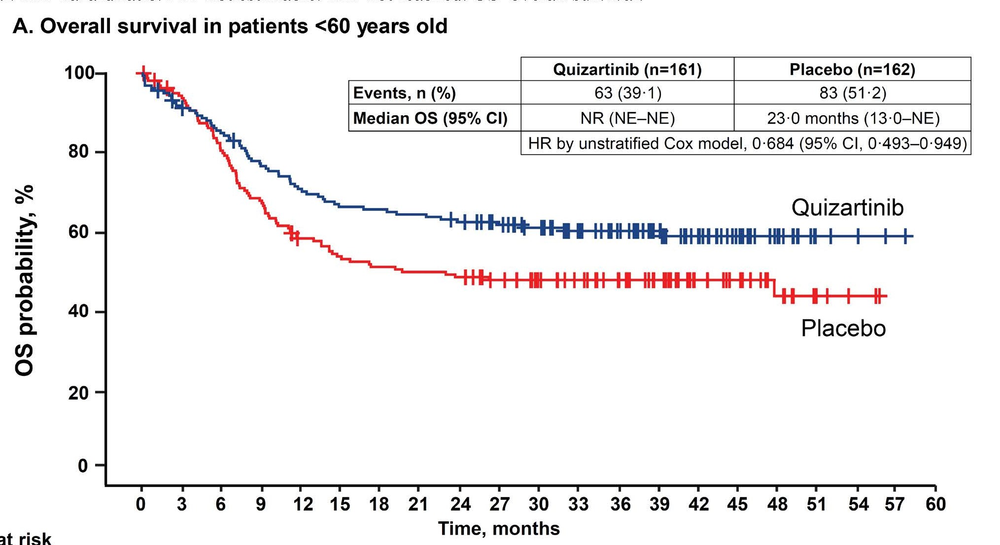 A. Overall survival in patients <60 years old
Quizartinib (n=161) Placebo (n=162)
Events, n (%) 63 (39·1) 83 (51·2)
Median OS (95% CI) NR (NE–NE) 23·0 months (13·0–NE)
HR by unstratified Cox model, 0·684 (95% CI, 0·493–0·949)
OS probability, %
100
80
60
40
20
0
Quizartinib
Placebo
0 3 6 9 12 15 18 21 24 27 30 33 36 39 42 45 48 51 54 57 60
Time, months
at risk